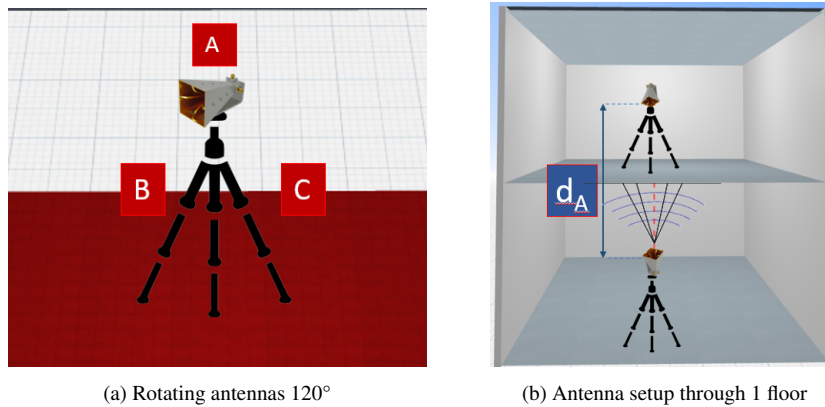 A
B
C
d_A
(a) Rotating antennas 120°
(b) Antenna setup through 1 floor